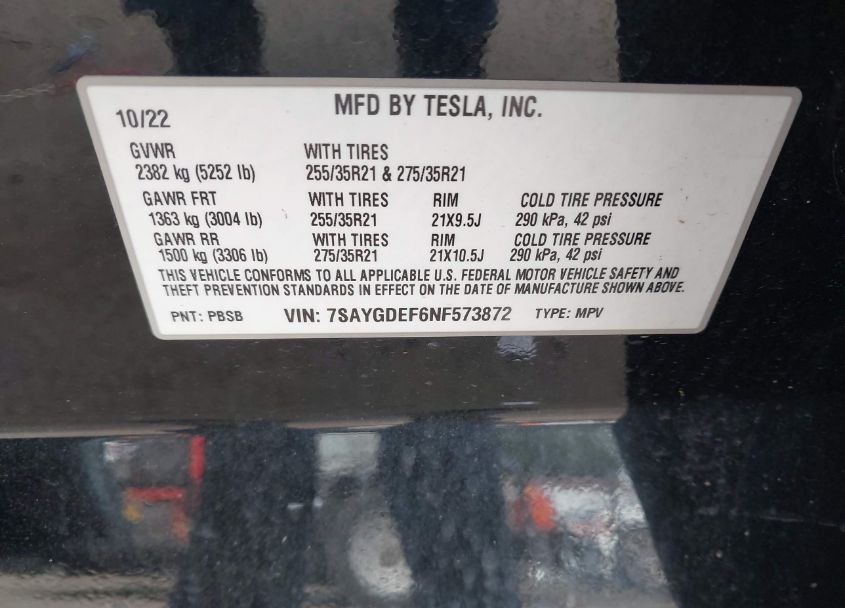 MFD BY TESLA, INC.
10/22
GVWR WITH TIRES
2382 kg (5252 lb) 255/35R21 & 275/35R21
GAWR FRT WITH TIRES RIM COLD TIRE PRESSURE
1363 kg (3004 lb) 255/35R21 21X9.5J 290 kPa, 42 psi
GAWR RR WITH TIRES RIM COLD TIRE PRESSURE
1500 kg (3306 lb) 275/35R21 21X10.5J 290 kPa, 42 psi
THIS VEHICLE CONFORMS TO ALL APPLICABLE U.S. FEDERAL MOTOR VEHICLE SAFETY AND
THEFT PREVENTION STANDARDS IN EFFECT ON THE DATE OF MANUFACTURE SHOWN ABOVE.
PNT: PBSB VIN: 7SAYGDEF6NF573872 TYPE: MPV